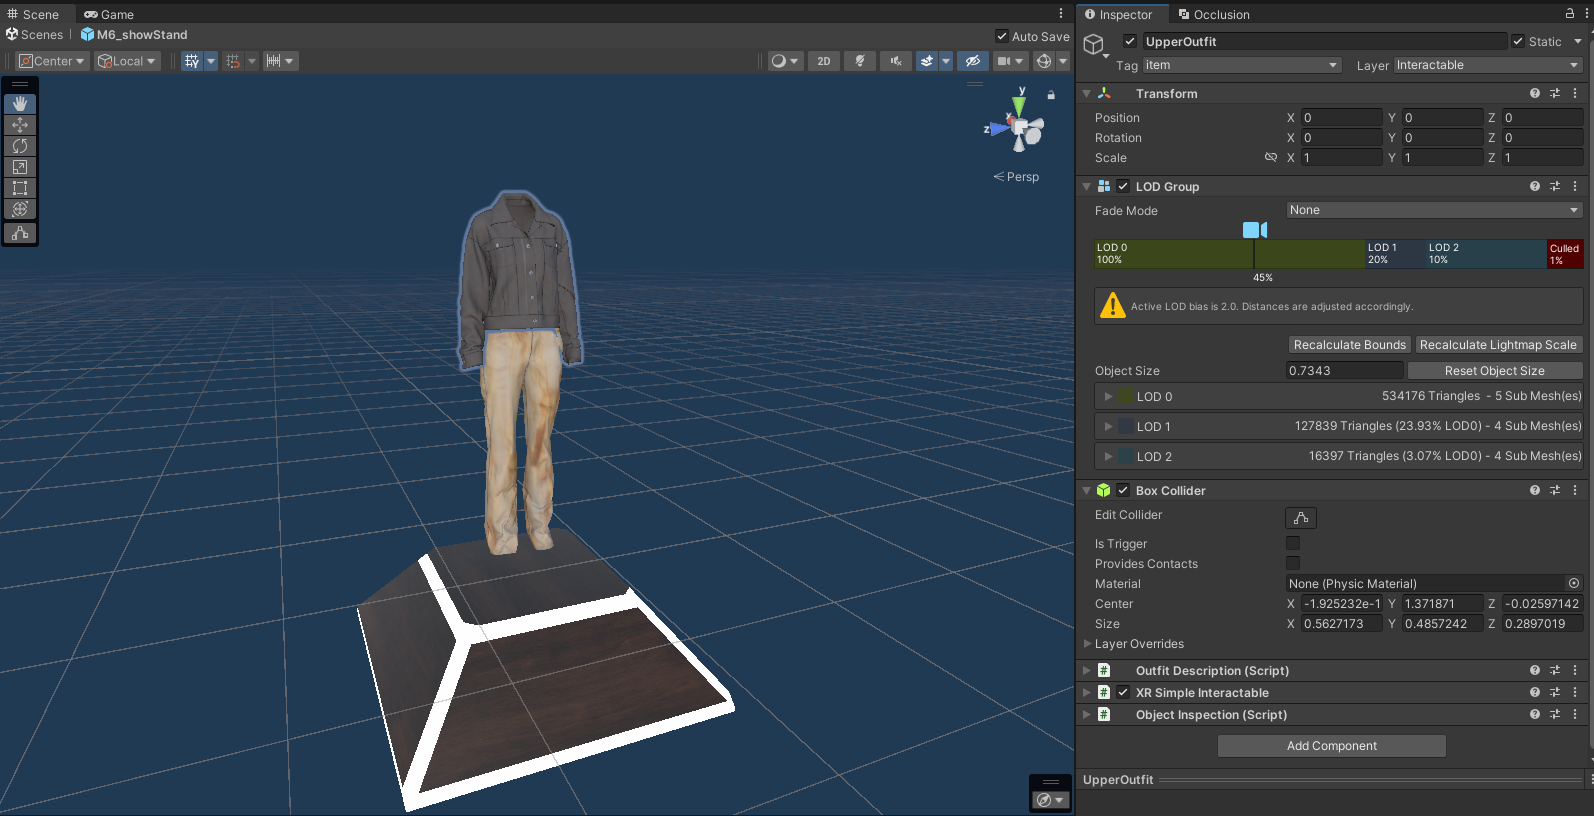 Scene Game
Scenes M6_showStand Auto Save
Center Local 2D
y
x
z
Persp
Inspector Occlusion
UpperOutfit Static
Tag item Layer Interactable
Transform
Position X 0 Y 0 Z 0
Rotation X 0 Y 0 Z 0
Scale X 1 Y 1 Z 1
LOD Group
Fade Mode None
LOD 0 LOD 1 LOD 2 Culled
100% 20% 10% 1%
45%
Active LOD bias is 2.0. Distances are adjusted accordingly.
Recalculate Bounds Recalculate Lightmap Scale
Object Size 0.7343 Reset Object Size
LOD 0 534176 Triangles - 5 Sub Mesh(es)
LOD 1 127839 Triangles (23.93% LOD0) - 4 Sub Mesh(es)
LOD 2 16397 Triangles (3.07% LOD0) - 4 Sub Mesh(es)
Box Collider
Edit Collider
Is Trigger
Provides Contacts
Material None (Physic Material)
Center X -1.925232e-1 Y 1.371871 Z -0.02597142
Size X 0.5627173 Y 0.4857242 Z 0.2897019
Layer Overrides
# Outfit Description (Script)
# XR Simple Interactable
# Object Inspection (Script)
Add Component
UpperOutfit